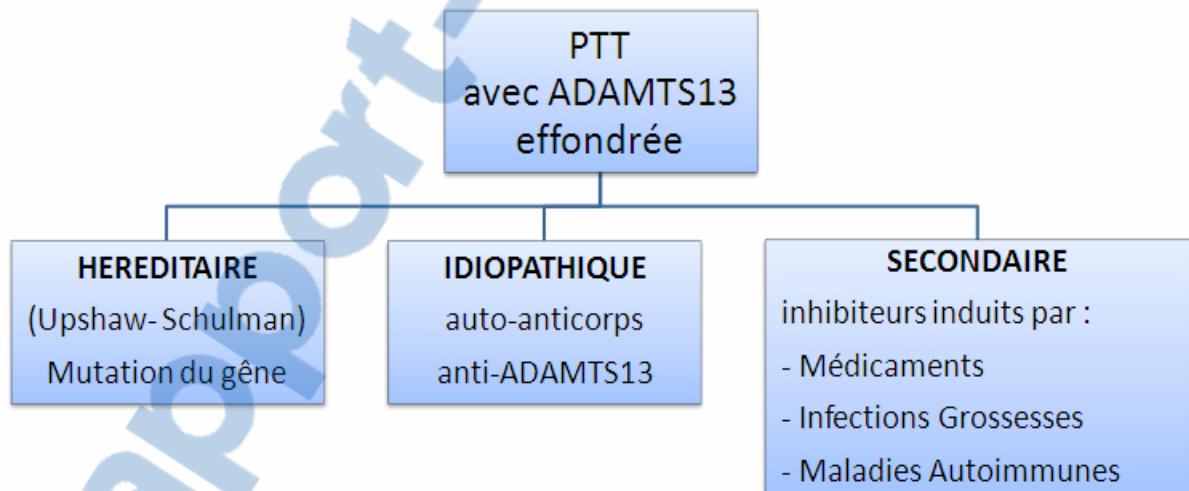 PTT
avec ADAMTS13
effondrée
HEREDITAIRE
(Upshaw- Schulman)
Mutation du gêne
IDIOPATHIQUE
auto-anticorps
anti-ADAMTS13
SECONDAIRE
inhibiteurs induits par :
- Médicaments
- Infections Grossesses
- Maladies Autoimmunes
apport-